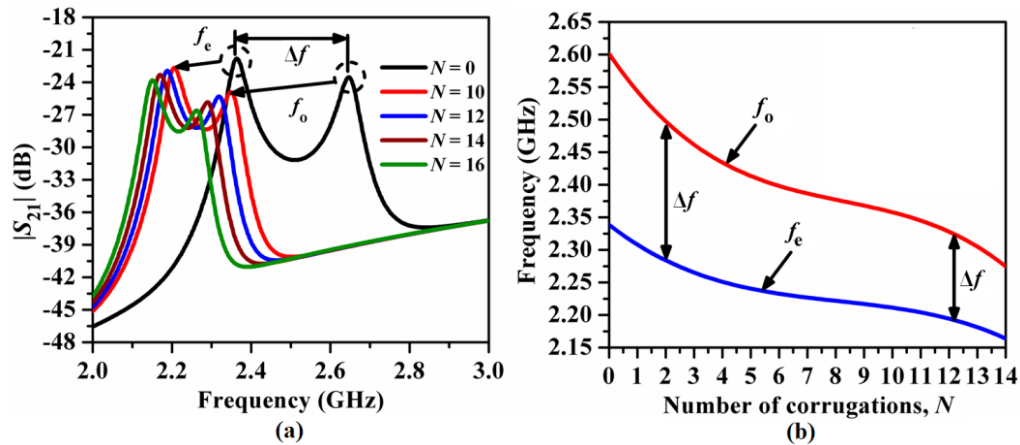 -18
-21
-24
-27
-30
-33
-36
-39
-42
-45
-48
|S21| (dB)
fe
Δf
fo
N = 0
N = 10
N = 12
N = 14
N = 16
2.0 2.2 2.4 2.6 2.8 3.0
Frequency (GHz)
(a)
2.65
2.60
2.55
2.50
2.45
2.40
2.35
2.30
2.25
2.20
2.15
Frequency (GHz)
fo
Δf
fe
Δf
0 1 2 3 4 5 6 7 8 9 10 11 12 13 14
Number of corrugations, N
(b)